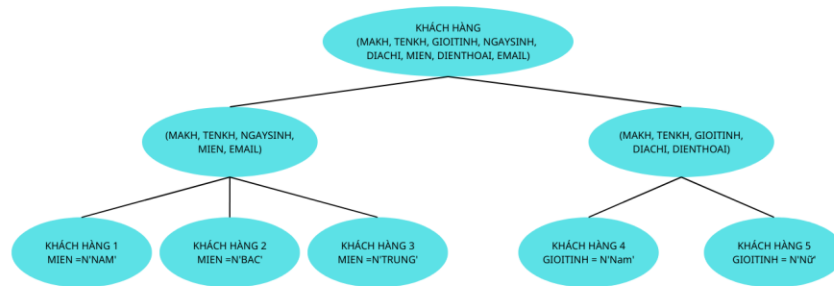 KHÁCH HÀNG
(MAKH, TENKH, GIOITINH, NGAYSINH,
DIACHI, MIEN, DIENTHOAI, EMAIL)
(MAKH, TENKH, NGAYSINH,
MIEN, EMAIL)
(MAKH, TENKH, GIOITINH,
DIACHI, DIENTHOAI)
KHÁCH HÀNG 1
MIEN =N'NAM'
KHÁCH HÀNG 2
MIEN =N'BAC'
KHÁCH HÀNG 3
MIEN =N'TRUNG'
KHÁCH HÀNG 4
GIOITINH = N'Nam'
KHÁCH HÀNG 5
GIOITINH = N'Nữ'